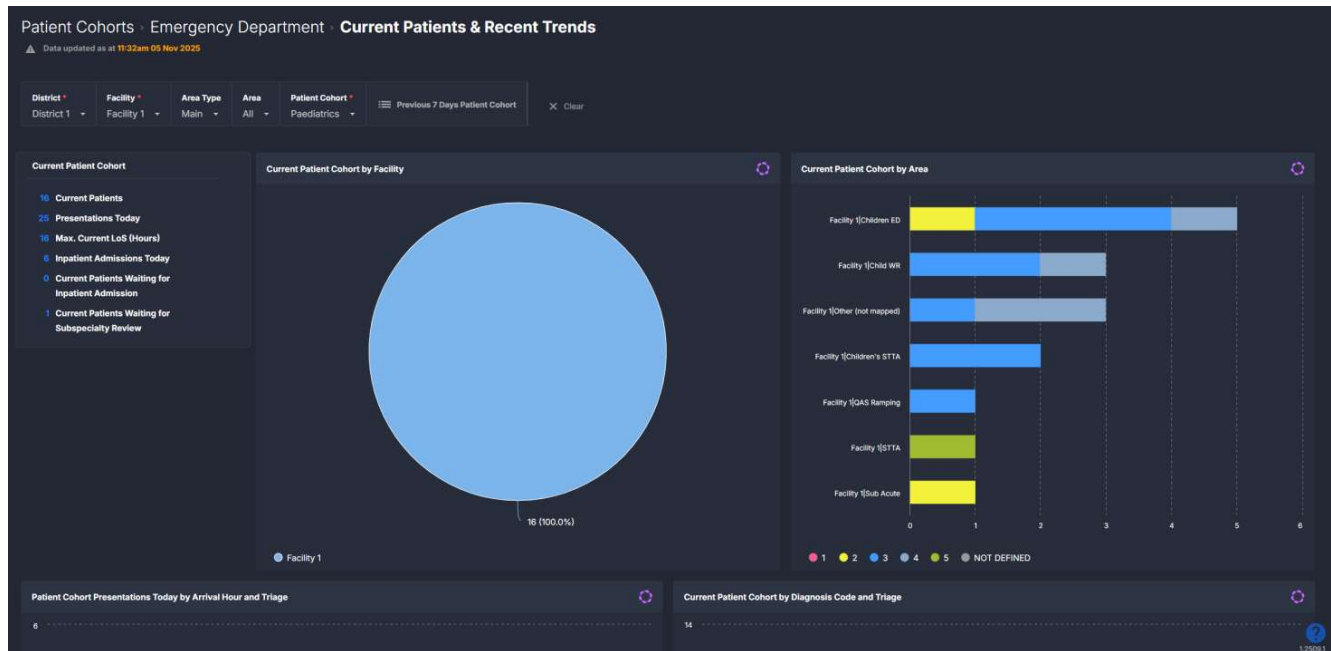 Patient Cohorts › Emergency Department › Current Patients & Recent Trends
Data updated as at 11:32am 05 Nov 2025
District * Facility * Area Type Area Patient Cohort *
District 1 Facility 1 Main All Paediatrics
Previous 7 Days Patient Cohort
Clear
Current Patient Cohort
16 Current Patients
25 Presentations Today
16 Max. Current LoS (Hours)
6 Inpatient Admissions Today
0 Current Patients Waiting for
Inpatient Admission
1 Current Patients Waiting for
Subspecialty Review
Current Patient Cohort by Facility
16 (100.0%)
Facility 1
Current Patient Cohort by Area
Facility 1|Children ED
Facility 1|Child WR
Facility 1|Other (not mapped)
Facility 1|Children's STTA
Facility 1|QAS Ramping
Facility 1|STTA
Facility 1|Sub Acute
0 1 2 3 4 5 6
1 2 3 4 5 NOT DEFINED
Patient Cohort Presentations Today by Arrival Hour and Triage
6
Current Patient Cohort by Diagnosis Code and Triage
14
?
1.2509.1